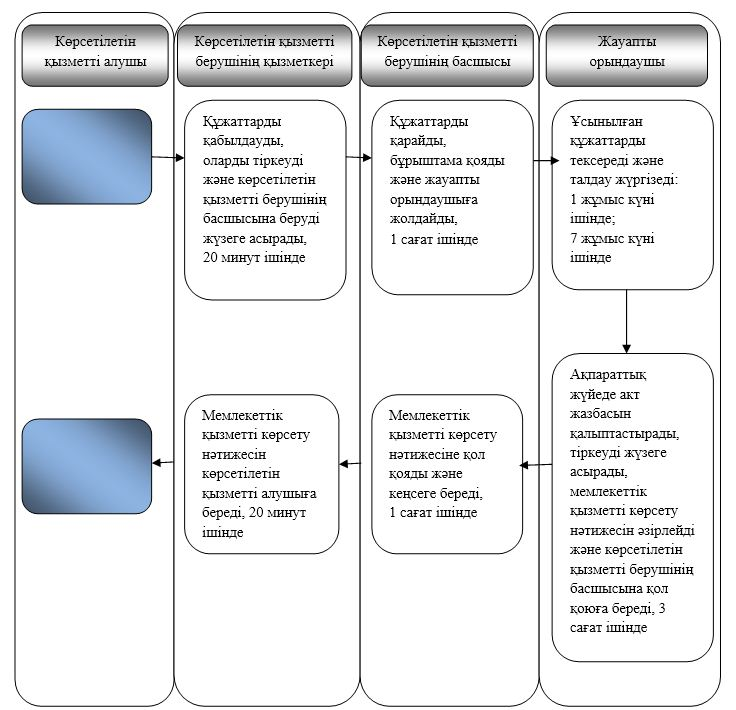 Көрсетілетін
қызметті алушы
Көрсетілетін қызметті
берушінің қызметкері
Көрсетілетін қызметті
берушінің басшысы
Жауапты
орындаушы
Құжаттарды
қабылдауды,
оларды тіркеуді
және көрсетілетін
қызметті берушінің
басшысына беруді
жүзеге асырады,
20 минут ішінде
Құжаттарды
қарайды,
бұрыштама қояды
және жауапты
орындаушыға
жолдайды,
1 сағат ішінде
Ұсынылған
құжаттарды
тексереді және
талдау жүргізеді:
1 жұмыс күні
ішінде;
7 жұмыс күні
ішінде
Ақпараттық
жүйеде акт
жазбасын
қалыптастырады,
тіркеуді жүзеге
асырады,
мемлекеттік
қызметті көрсету
нәтижесін әзірлейді
және көрсетілетін
қызметті берушінің
басшысына қол
қоюға береді, 3
сағат ішінде
Мемлекеттік
қызметті көрсету
нәтижесіне қол
қояды және
кеңсеге береді,
1 сағат ішінде
Мемлекеттік
қызметті көрсету
нәтижесін
көрсетілетін
қызметті алушыға
береді, 20 минут
ішінде